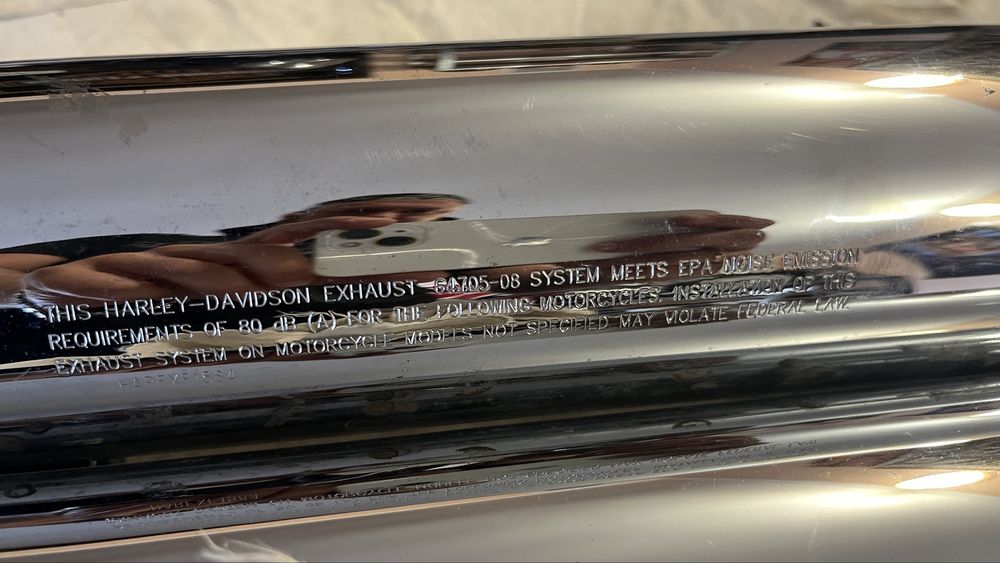 THIS HARLEY-DAVIDSON EXHAUST 64705-08 SYSTEM MEETS EPA NOISE EMISSION
REQUIREMENTS OF 80 dB (A) FOR THE FOLLOWING MOTORCYCLES. INSTALLATION OF THIS
EXHAUST SYSTEM ON MOTORCYCLE MODELS NOT SPECIFIED MAY VIOLATE FEDERAL LAW.